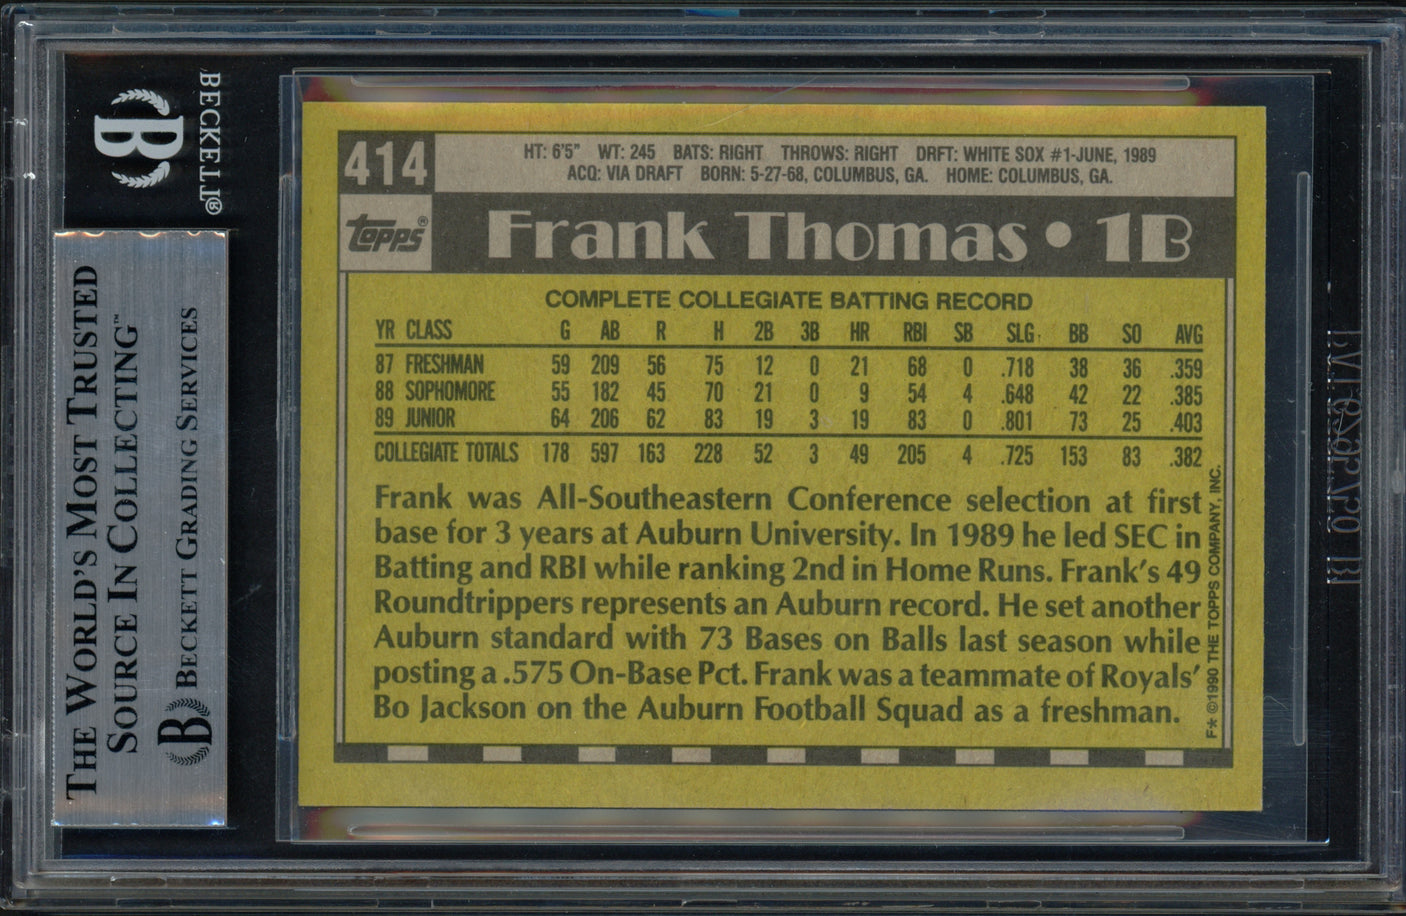 BECKETT®
B
THE WORLD'S MOST TRUSTED
SOURCE IN COLLECTING™
B BECKETT GRADING SERVICES
414
HT: 6'5" WT: 245 BATS: RIGHT THROWS: RIGHT DRFT: WHITE SOX #1-JUNE, 1989
ACQ: VIA DRAFT BORN: 5-27-68, COLUMBUS, GA. HOME: COLUMBUS, GA.
Topps®
Frank Thomas • 1B
COMPLETE COLLEGIATE BATTING RECORD
YR CLASS G AB R H 2B 3B HR RBI SB SLG BB SO AVG
87 FRESHMAN 59 209 56 75 12 0 21 68 0 .718 38 36 .359
88 SOPHOMORE 55 182 45 70 21 0 9 54 4 .648 42 22 .385
89 JUNIOR 64 206 62 83 19 3 19 83 0 .801 73 25 .403
COLLEGIATE TOTALS 178 597 163 228 52 3 49 205 4 .725 153 83 .382
Frank was All-Southeastern Conference selection at first
base for 3 years at Auburn University. In 1989 he led SEC in
Batting and RBI while ranking 2nd in Home Runs. Frank's 49
Roundtrippers represents an Auburn record. He set another
Auburn standard with 73 Bases on Balls last season while
posting a .575 On-Base Pct. Frank was a teammate of Royals'
Bo Jackson on the Auburn Football Squad as a freshman.
F* ©1990 THE TOPPS COMPANY, INC.